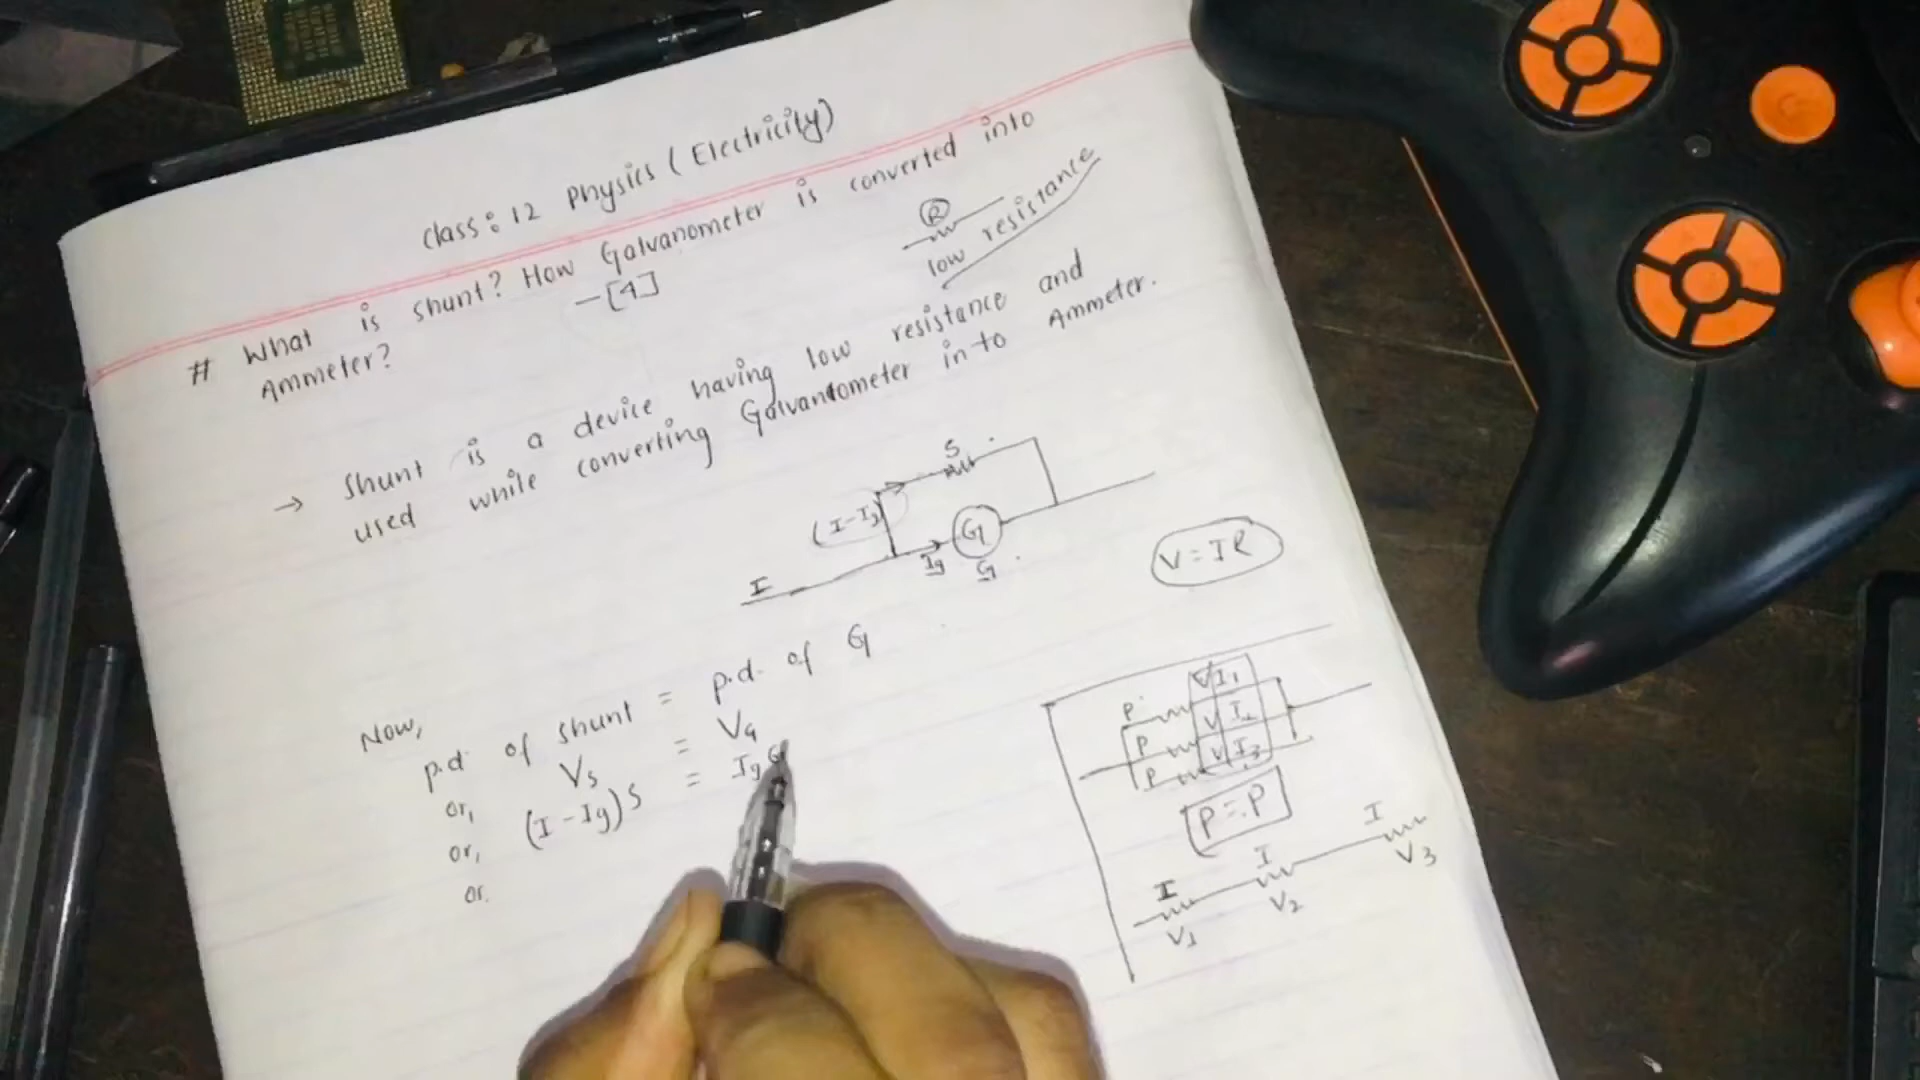 class: 12 Physics (Electricity)
# What is shunt? How Galvanometer is converted into
Ammeter?
-[4]
R
low resistance
→ Shunt is a device having low resistance and
used while converting Galvanometer into Ammeter.
S
(I-Ig)
G
Ig
G
I
V=IR
Now,
p.d. of shunt = p.d. of G
or, Vs = VG
or, (I-Ig)S = IgG
or.
P V I1
P V I2
P V I3
P=P
I I I
V1 V2 V3